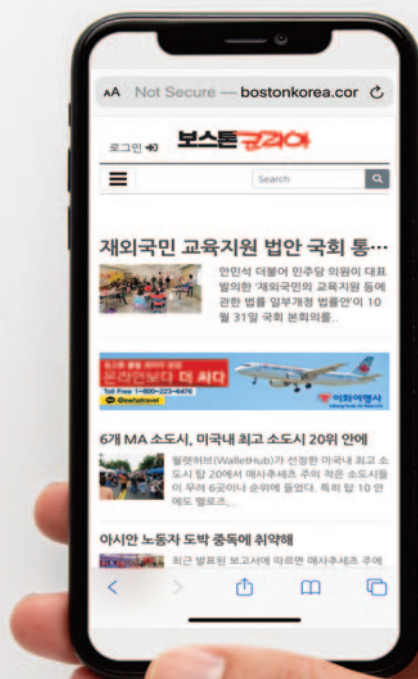 AA Not Secure — bostonkorea.cor
로그인
보스톤코리아
Search
재외국민 교육지원 법안 국회 통…
안민석 더불어 민주당 의원이 대표
발의한 '재외국민의 교육지원 등에
관한 법률 일부개정 법률안'이 10
월 31일 국회 본회의를..
온라인보다 더 싸다
Toll Free 1-800-223-6476
@ewhatravel
이화여행사
6개 MA 소도시, 미국내 최고 소도시 20위 안에
월렛허브(WalletHub)가 선정한 미국내 최고 소
도시 탑 20에서 매사추세츠 주의 작은 소도시들
이 무려 6곳이나 순위에 들었다. 특히 탑 10 안
에도 멜로즈,..
아시안 노동자 도박 중독에 취약해
최근 발표된 보고서에 따르면 매사추세츠 주에